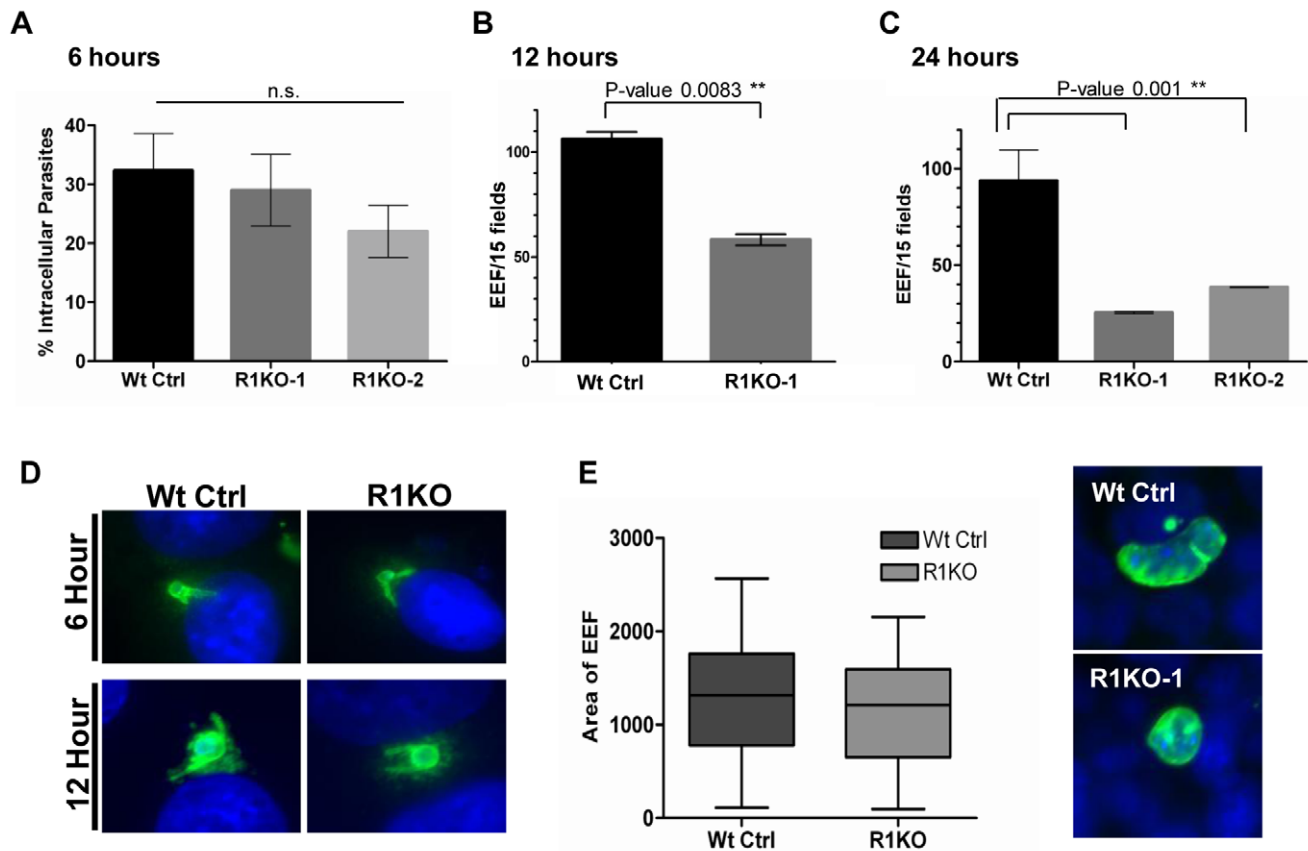 A
6 hours
n.s.
% Intracellular Parasites
40
30
20
10
0
Wt Ctrl R1KO-1 R1KO-2
B
12 hours
P-value 0.0083 **
EEF/15 fields
100
50
0
Wt Ctrl R1KO-1
C
24 hours
P-value 0.001 **
EEF/15 fields
100
50
0
Wt Ctrl R1KO-1 R1KO-2
D
Wt Ctrl R1KO
6 Hour
12 Hour
E
Area of EEF
3000
2000
1000
0
Wt Ctrl
R1KO
Wt Ctrl R1KO
Wt Ctrl
R1KO-1